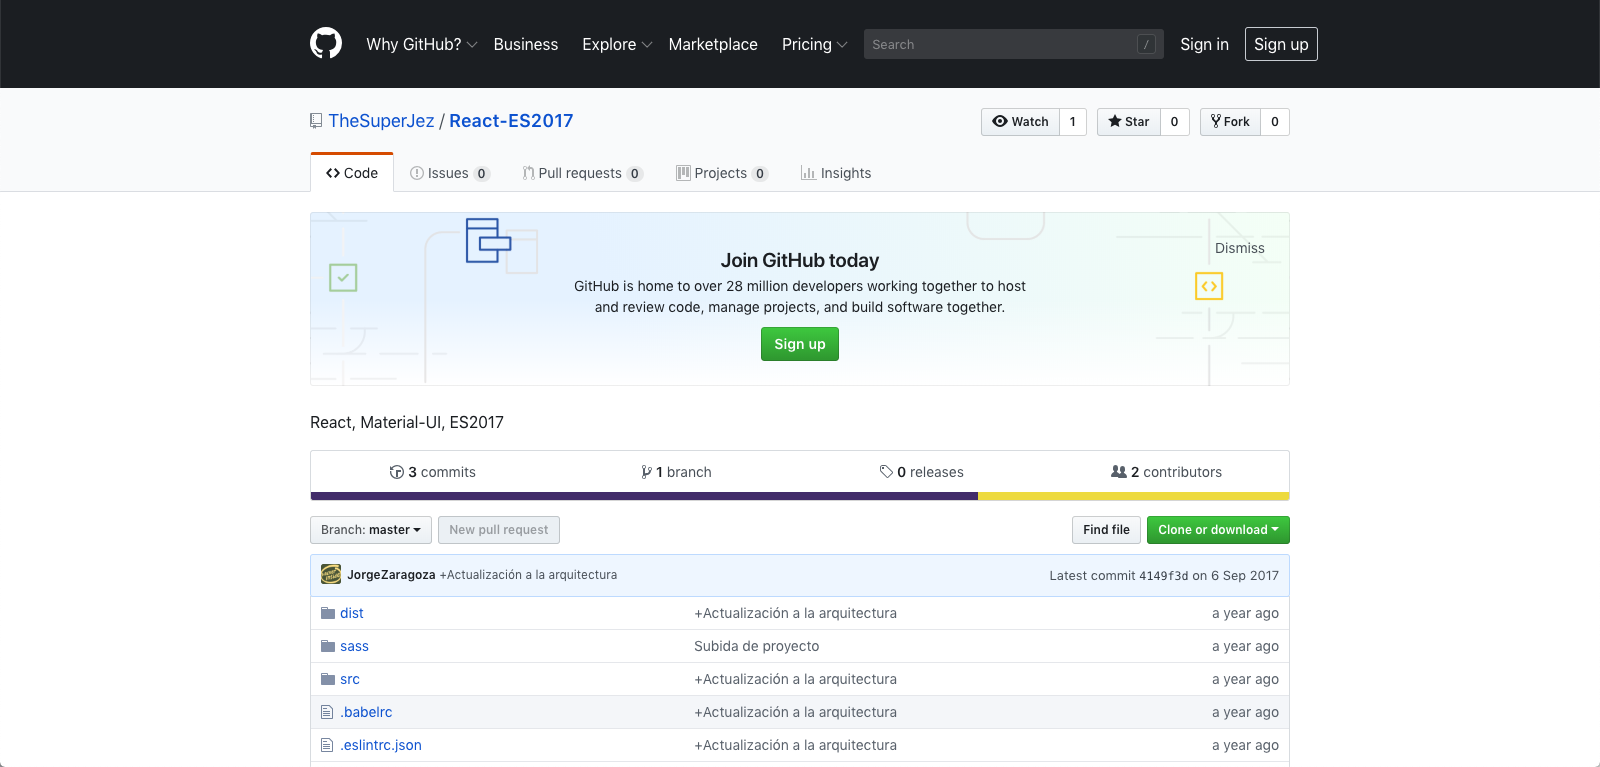 Why GitHub? Business Explore Marketplace Pricing Search / Sign in Sign up
TheSuperJez / React-ES2017 Watch 1 Star 0 Fork 0
Code Issues 0 Pull requests 0 Projects 0 Insights
Dismiss
Join GitHub today
GitHub is home to over 28 million developers working together to host
and review code, manage projects, and build software together.
Sign up
React, Material-UI, ES2017
3 commits 1 branch 0 releases 2 contributors
Branch: master New pull request Find file Clone or download
JorgeZaragoza +Actualización a la arquitectura Latest commit 4149f3d on 6 Sep 2017
dist +Actualización a la arquitectura a year ago
sass Subida de proyecto a year ago
src +Actualización a la arquitectura a year ago
.babelrc +Actualización a la arquitectura a year ago
.eslintrc.json +Actualización a la arquitectura a year ago